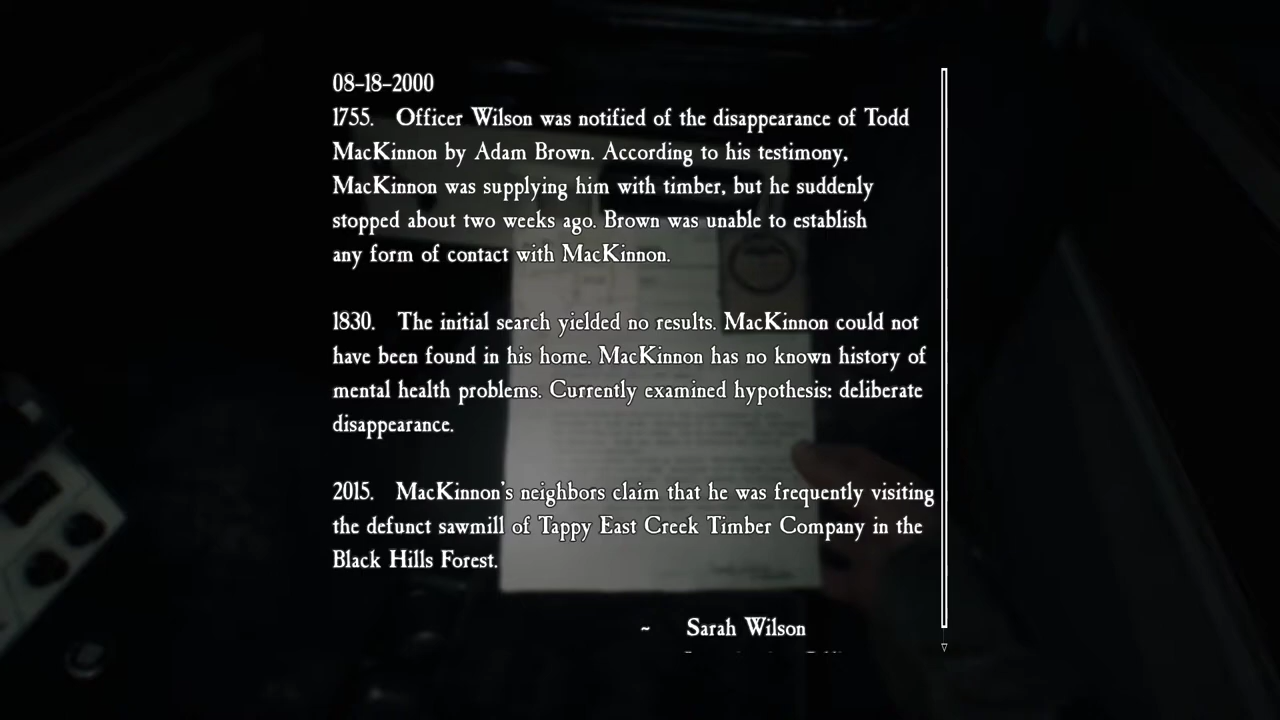 08-18-2000
1755. Officer Wilson was notified of the disappearance of Todd
MacKinnon by Adam Brown. According to his testimony,
MacKinnon was supplying him with timber, but he suddenly
stopped about two weeks ago. Brown was unable to establish
any form of contact with MacKinnon.
1830. The initial search yielded no results. MacKinnon could not
have been found in his home. MacKinnon has no known history of
mental health problems. Currently examined hypothesis: deliberate
disappearance.
2015. MacKinnon's neighbors claim that he was frequently visiting
the defunct sawmill of Tappy East Creek Timber Company in the
Black Hills Forest.
~ Sarah Wilson